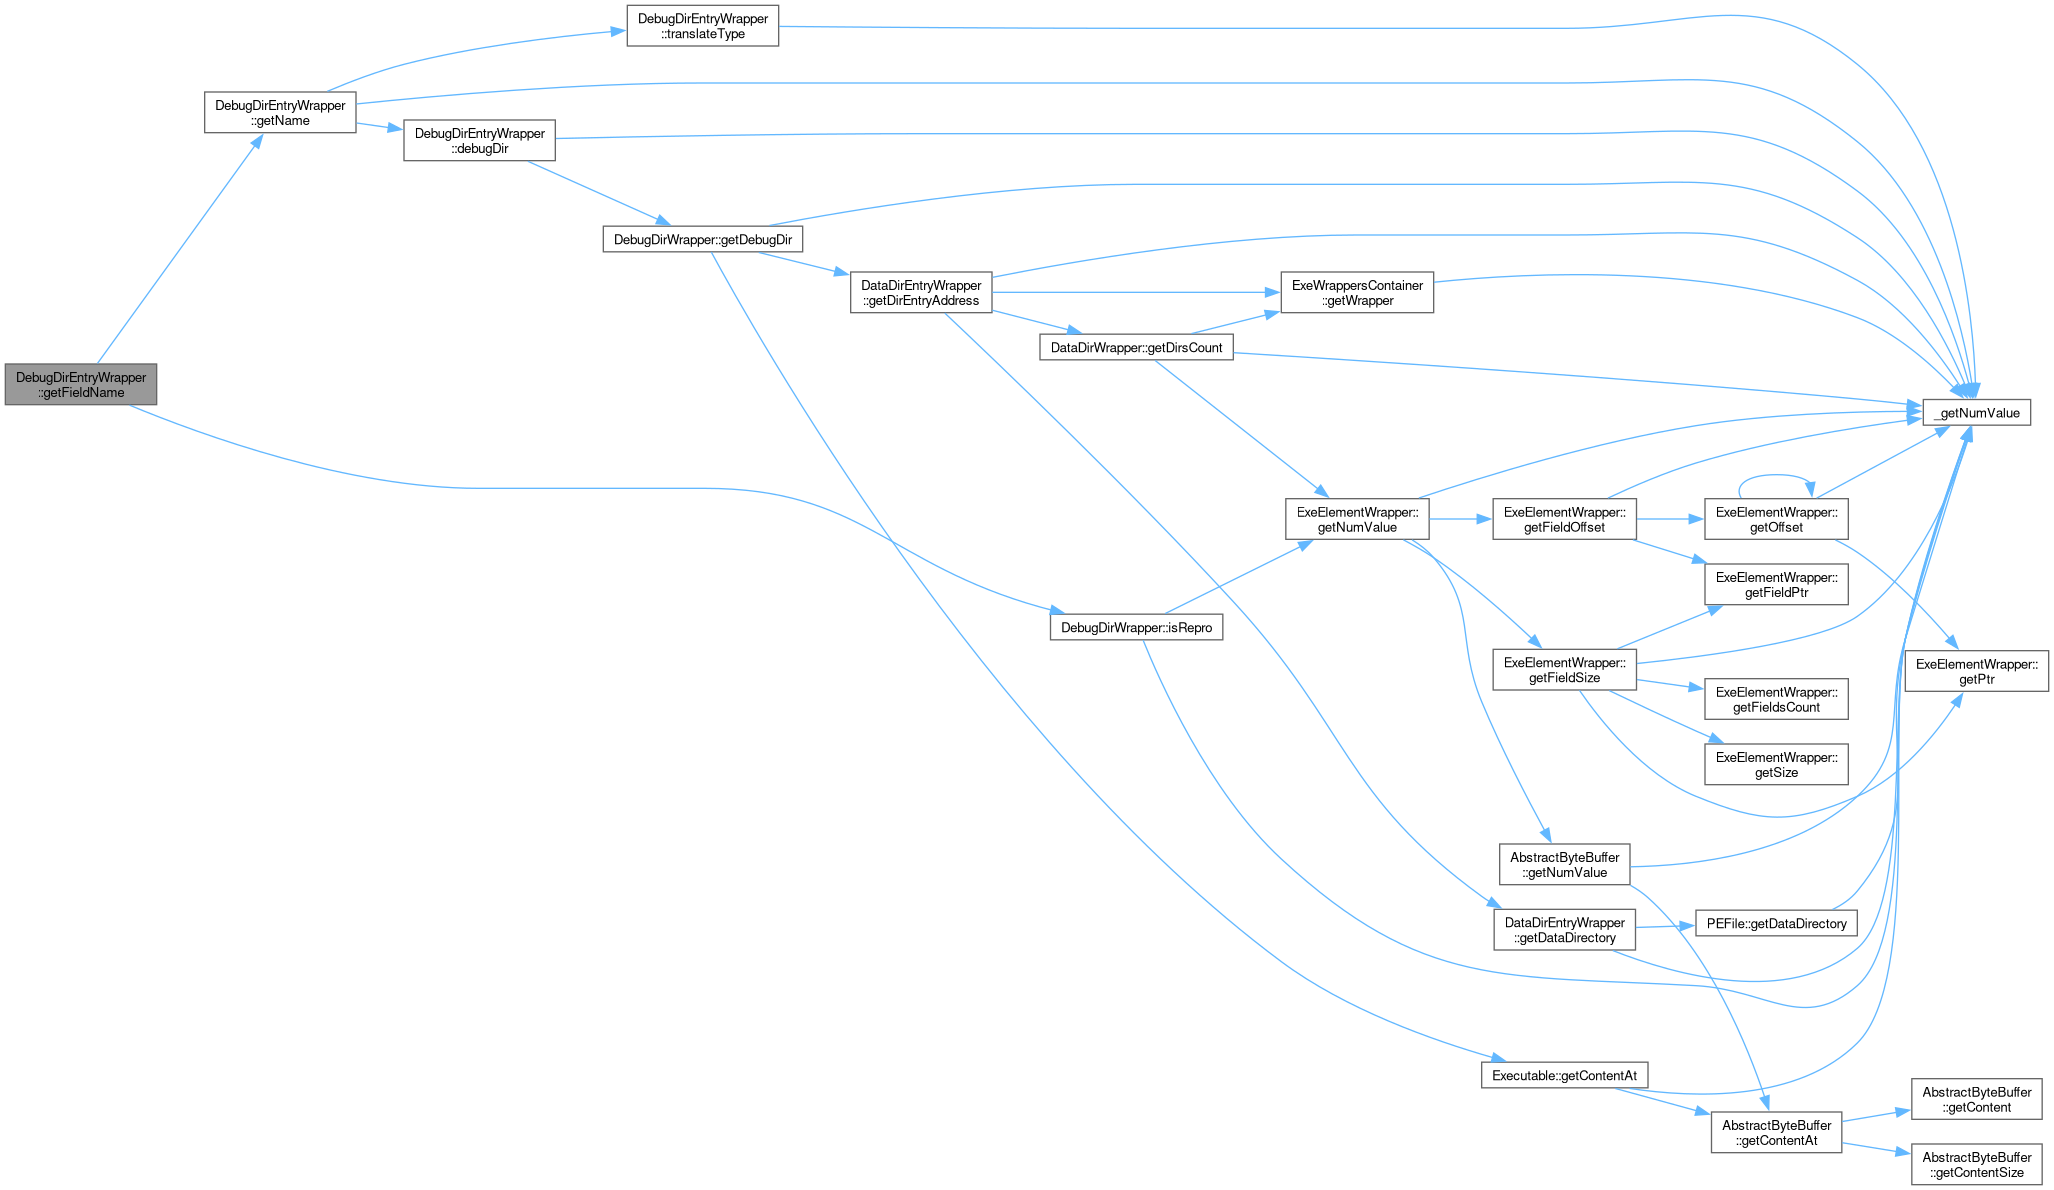 DebugDirEntryWrapper
::translateType
DebugDirEntryWrapper
::getName
DebugDirEntryWrapper
::debugDir
DebugDirWrapper::getDebugDir
DataDirEntryWrapper
::getDirEntryAddress
ExeWrappersContainer
::getWrapper
DataDirWrapper::getDirsCount
DebugDirEntryWrapper
::getFieldName
_getNumValue
ExeElementWrapper::
getNumValue
ExeElementWrapper::
getFieldOffset
ExeElementWrapper::
getOffset
ExeElementWrapper::
getFieldPtr
DebugDirWrapper::isRepro
ExeElementWrapper::
getFieldSize
ExeElementWrapper::
getPtr
ExeElementWrapper::
getFieldsCount
ExeElementWrapper::
getSize
AbstractByteBuffer
::getNumValue
DataDirEntryWrapper
::getDataDirectory
PEFile::getDataDirectory
Executable::getContentAt
AbstractByteBuffer
::getContent
AbstractByteBuffer
::getContentAt
AbstractByteBuffer
::getContentSize